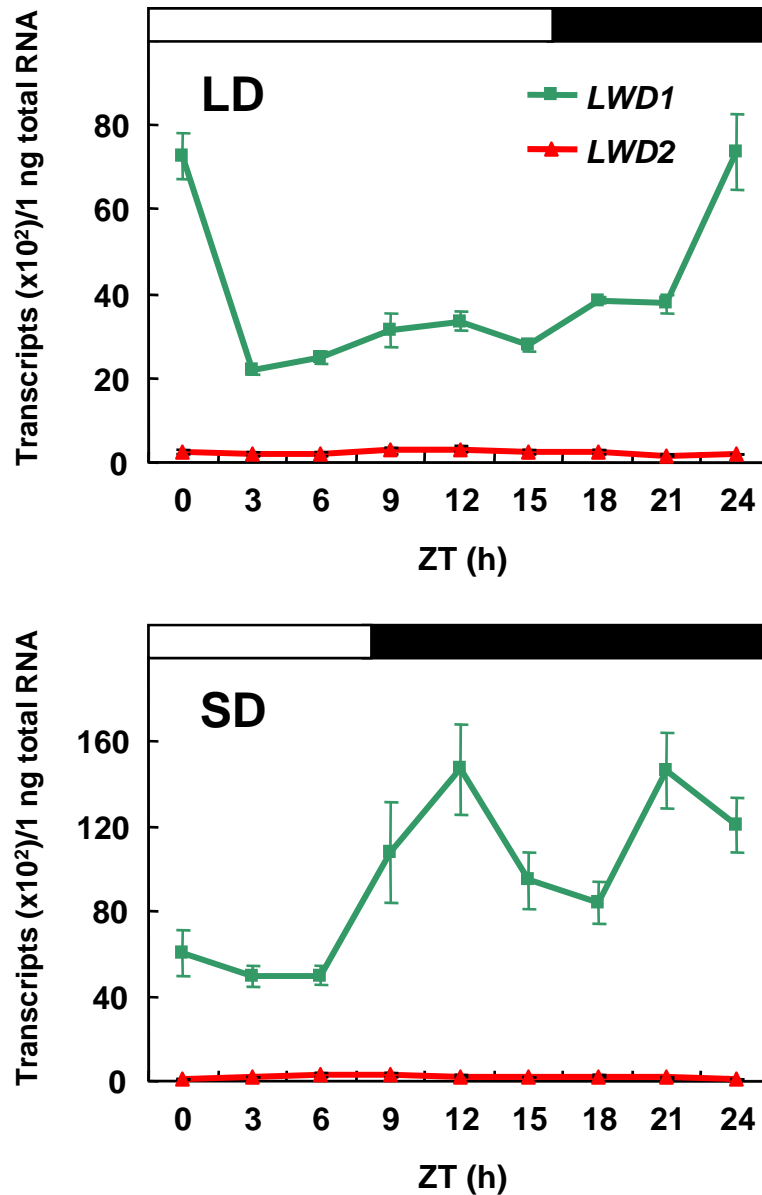 LD
LWD1
LWD2
Transcripts (x10²)/1 ng total RNA
80
60
40
20
0
0 3 6 9 12 15 18 21 24
ZT (h)
SD
Transcripts (x10²)/1 ng total RNA
160
120
80
40
0
0 3 6 9 12 15 18 21 24
ZT (h)